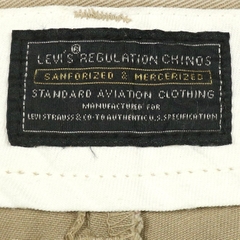 LEVI'S® REGULATION CHINOS
SANFORIZED & MERCERIZED
STANDARD AVIATION CLOTHING
MANUFACTURED FOR
LEVI STRAUSS & CO·TO AUTHENTIC U.S. SPECIFICATION